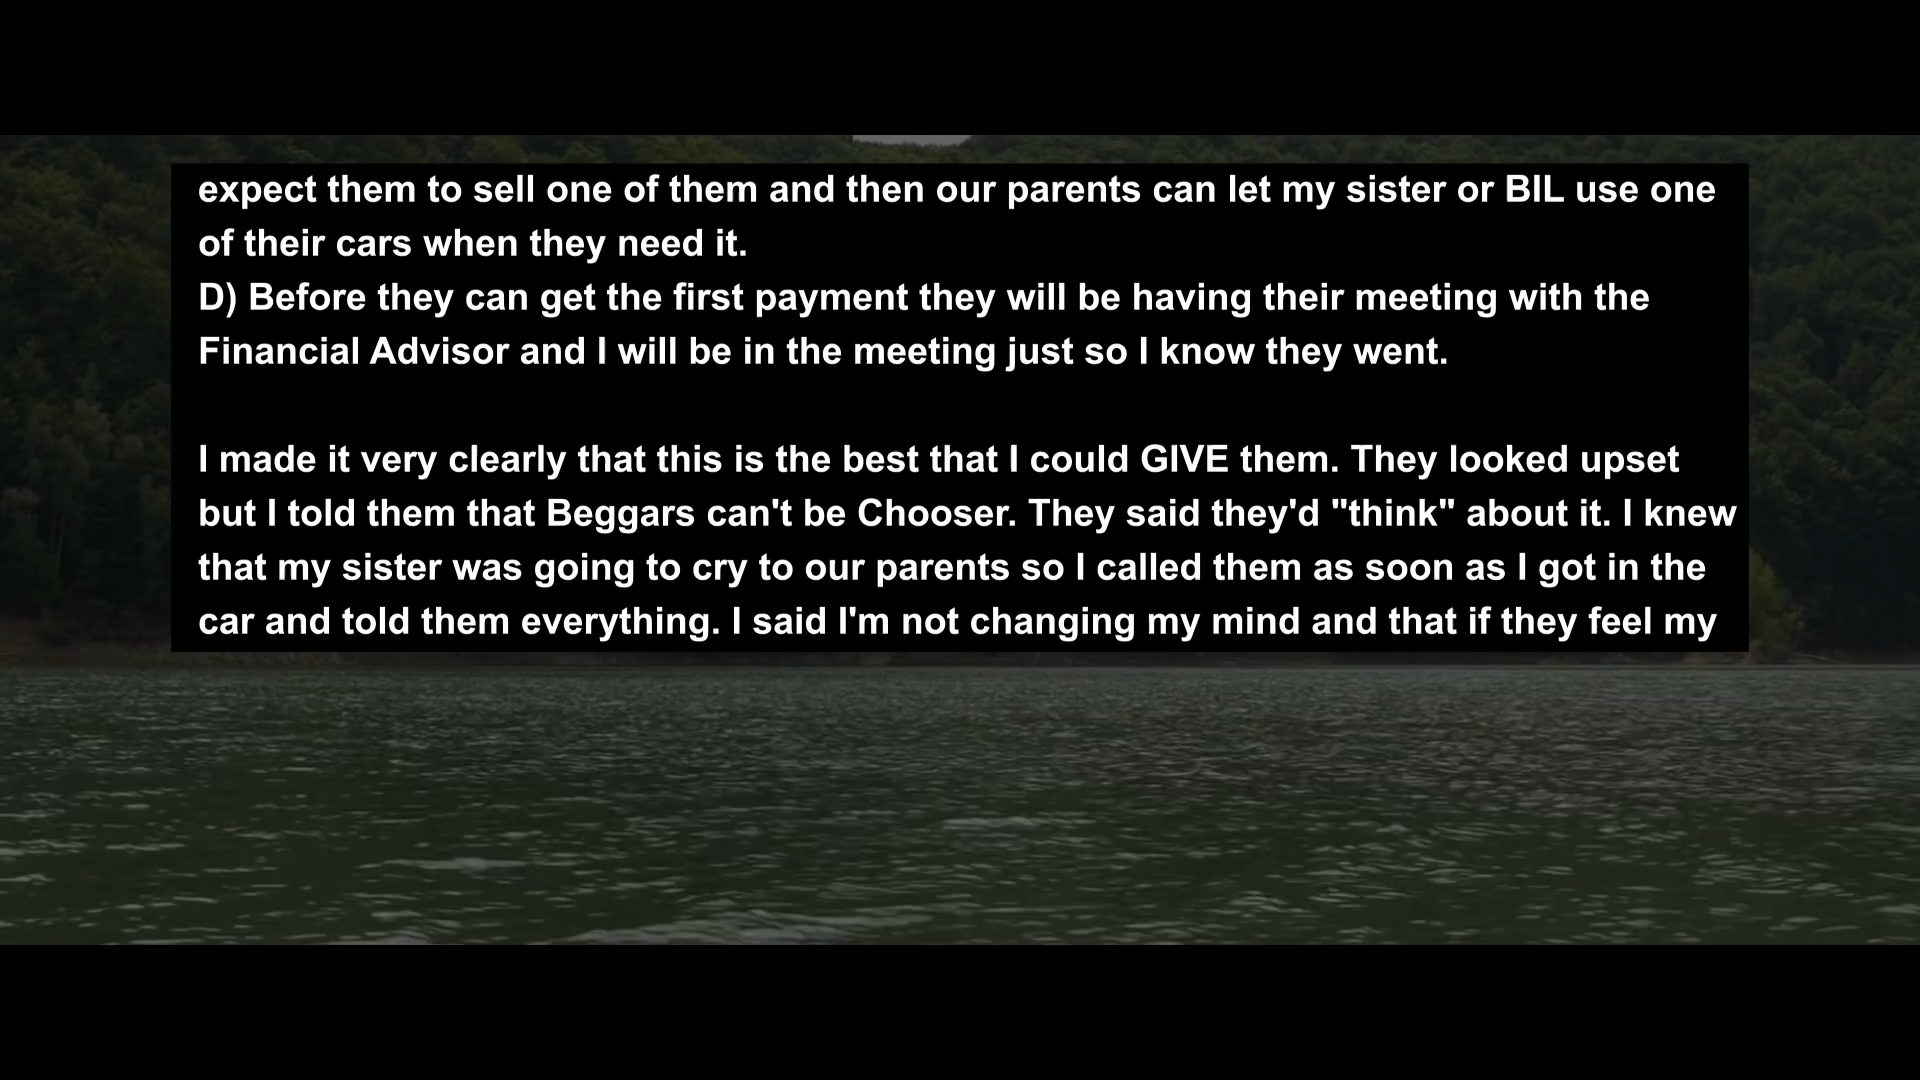 expect them to sell one of them and then our parents can let my sister or BIL use one
of their cars when they need it.
D) Before they can get the first payment they will be having their meeting with the
Financial Advisor and I will be in the meeting just so I know they went.
I made it very clearly that this is the best that I could GIVE them. They looked upset
but I told them that Beggars can't be Chooser. They said they'd "think" about it. I knew
that my sister was going to cry to our parents so I called them as soon as I got in the
car and told them everything. I said I'm not changing my mind and that if they feel my